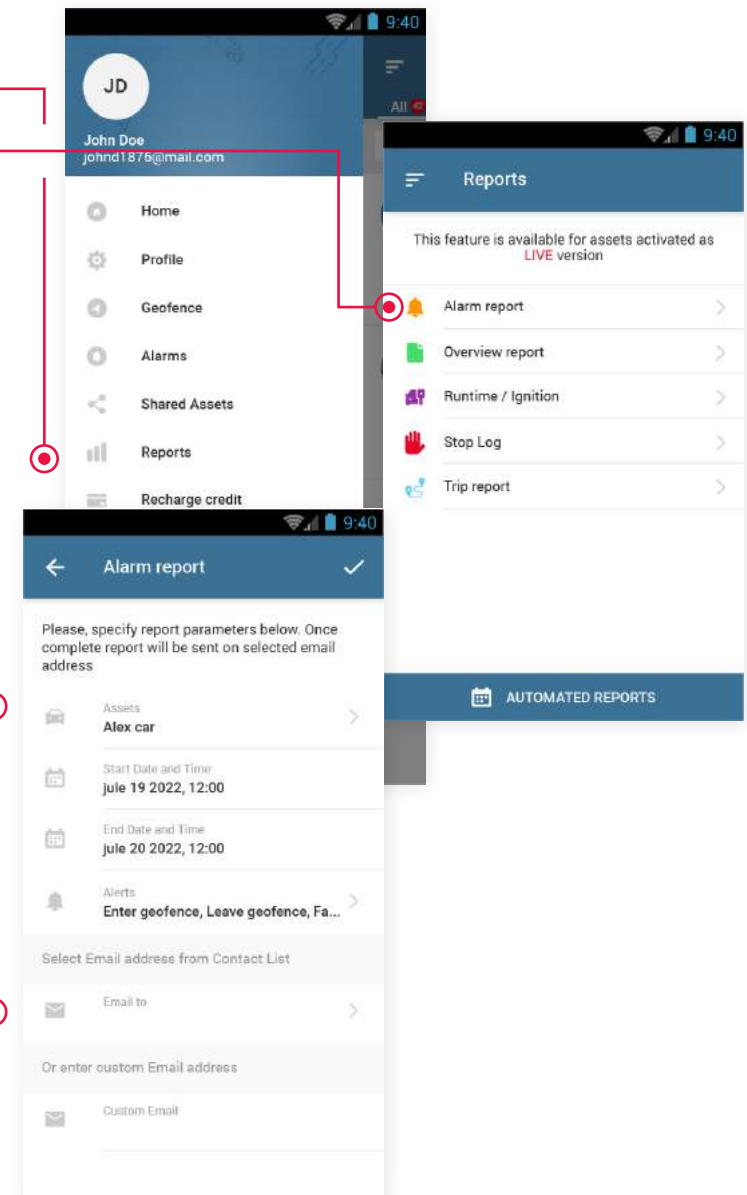 9:40
JD
John Doe
johnd1876@mail.com
All
Home
Profile
Geofence
Alarms
Shared Assets
Reports
Recharge credit
9:40
Reports
This feature is available for assets activated as
LIVE version
Alarm report
Overview report
Runtime / Ignition
Stop Log
Trip report
AUTOMATED REPORTS
9:40
Alarm report
Please, specify report parameters below. Once
complete report will be sent on selected email
address
Assets
Alex car
Start Date and Time
jule 19 2022, 12:00
End Date and Time
jule 20 2022, 12:00
Alerts
Enter geofence, Leave geofence, Fa...
Select Email address from Contact List
Email to
Or enter custom Email address
Custom Email